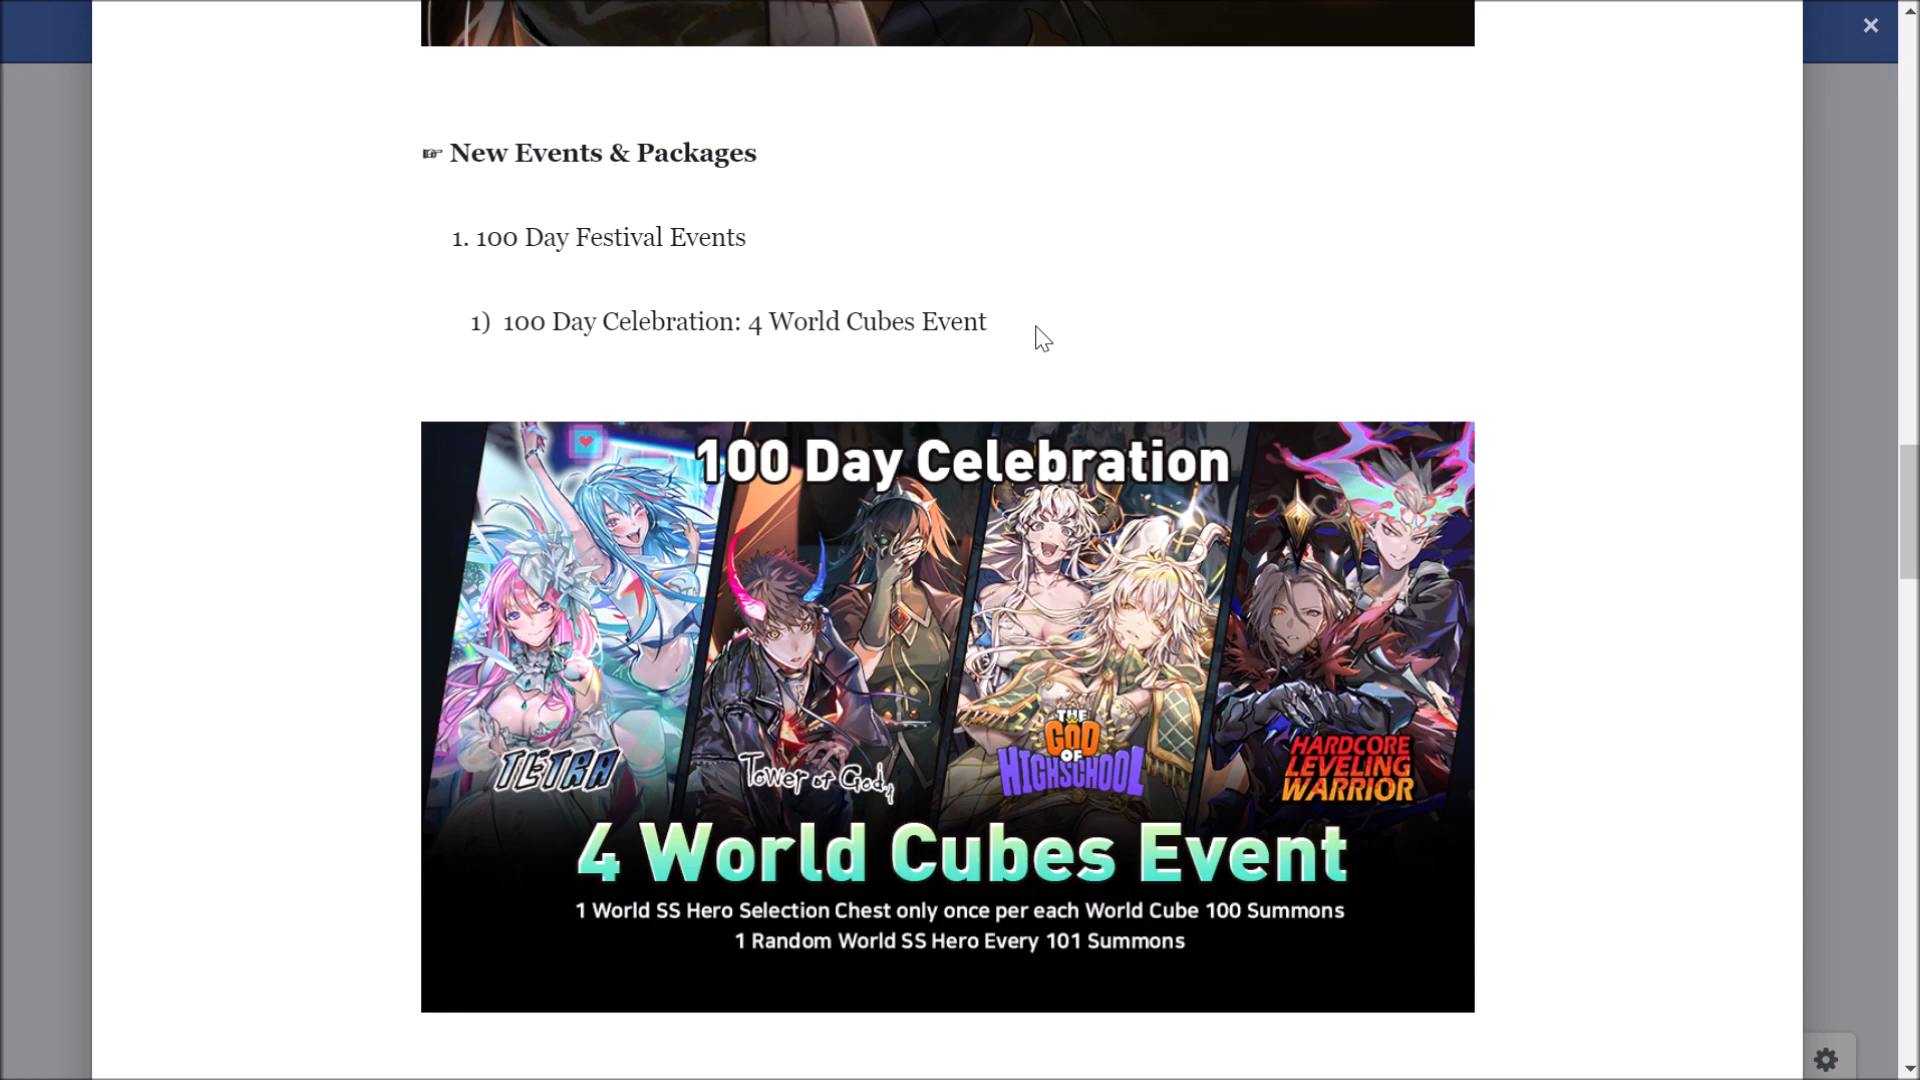 ☞ New Events & Packages
1. 100 Day Festival Events
1) 100 Day Celebration: 4 World Cubes Event
100 Day Celebration
TETRA
Tower of God
THE
GOD
OF
HIGHSCHOOL
HARDCORE
LEVELING
WARRIOR
4 World Cubes Event
1 World SS Hero Selection Chest only once per each World Cube 100 Summons
1 Random World SS Hero Every 101 Summons